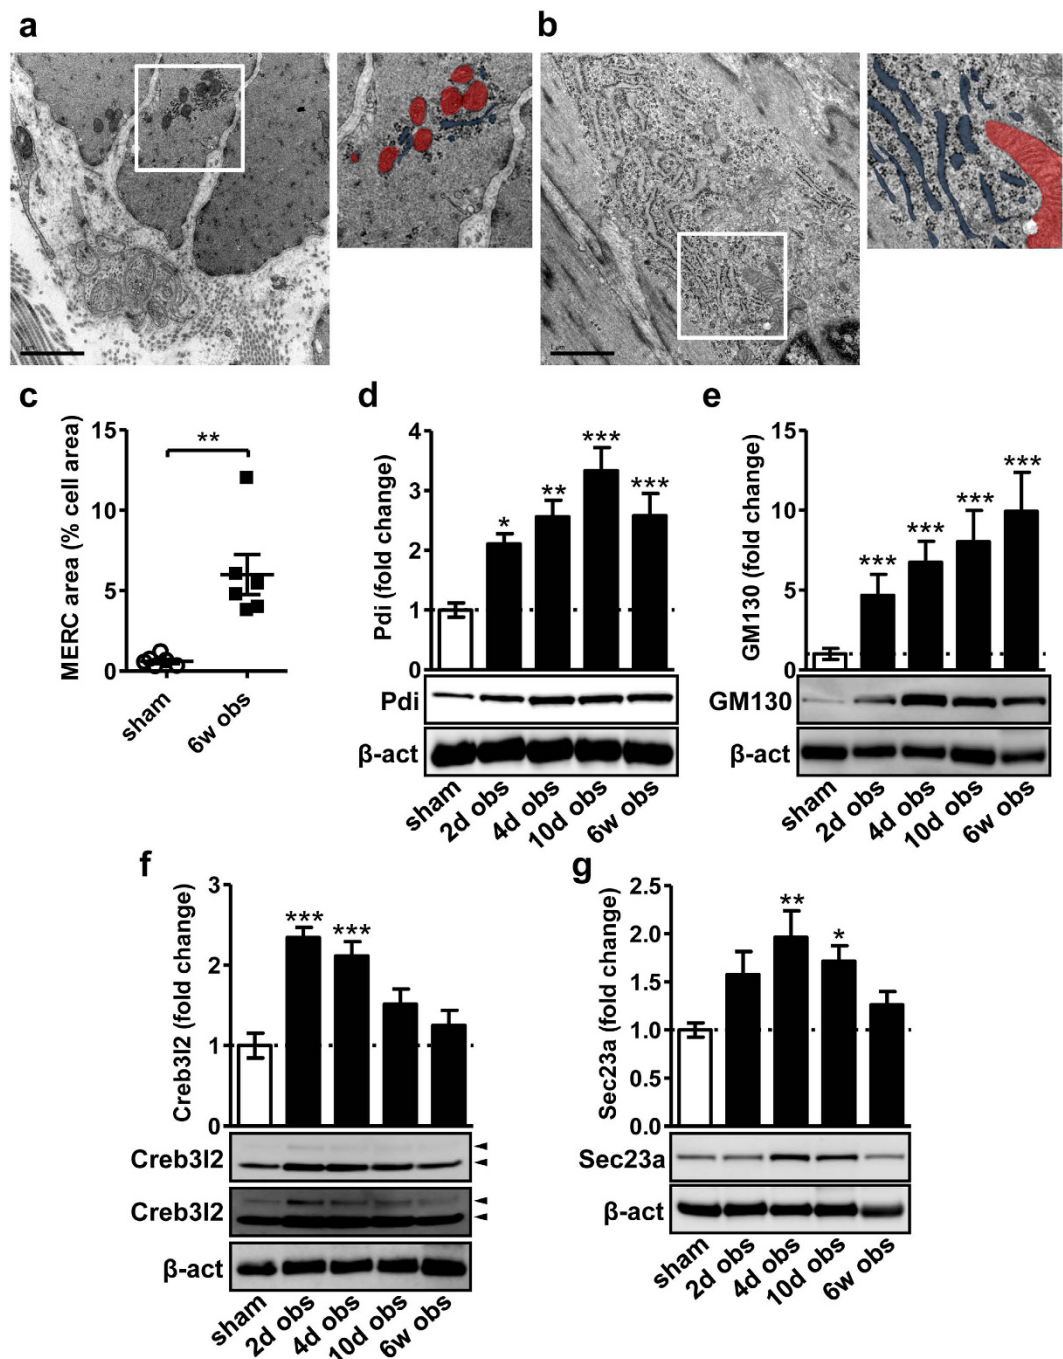 a
b
1 µm
1 µm
c
MERC area (% cell area)
15
10
5
0
**
sham
6w obs
d
Pdi (fold change)
4
3
2
1
0
*
**
***
***
Pdi
β-act
sham
2d obs
4d obs
10d obs
6w obs
e
GM130 (fold change)
15
10
5
0
***
***
***
***
GM130
β-act
sham
2d obs
4d obs
10d obs
6w obs
f
Creb3l2 (fold change)
3
2
1
0
***
***
Creb3l2
Creb3l2
β-act
sham
2d obs
4d obs
10d obs
6w obs
g
Sec23a (fold change)
2.5
2.0
1.5
1.0
0.5
0.0
**
*
Sec23a
β-act
sham
2d obs
4d obs
10d obs
6w obs